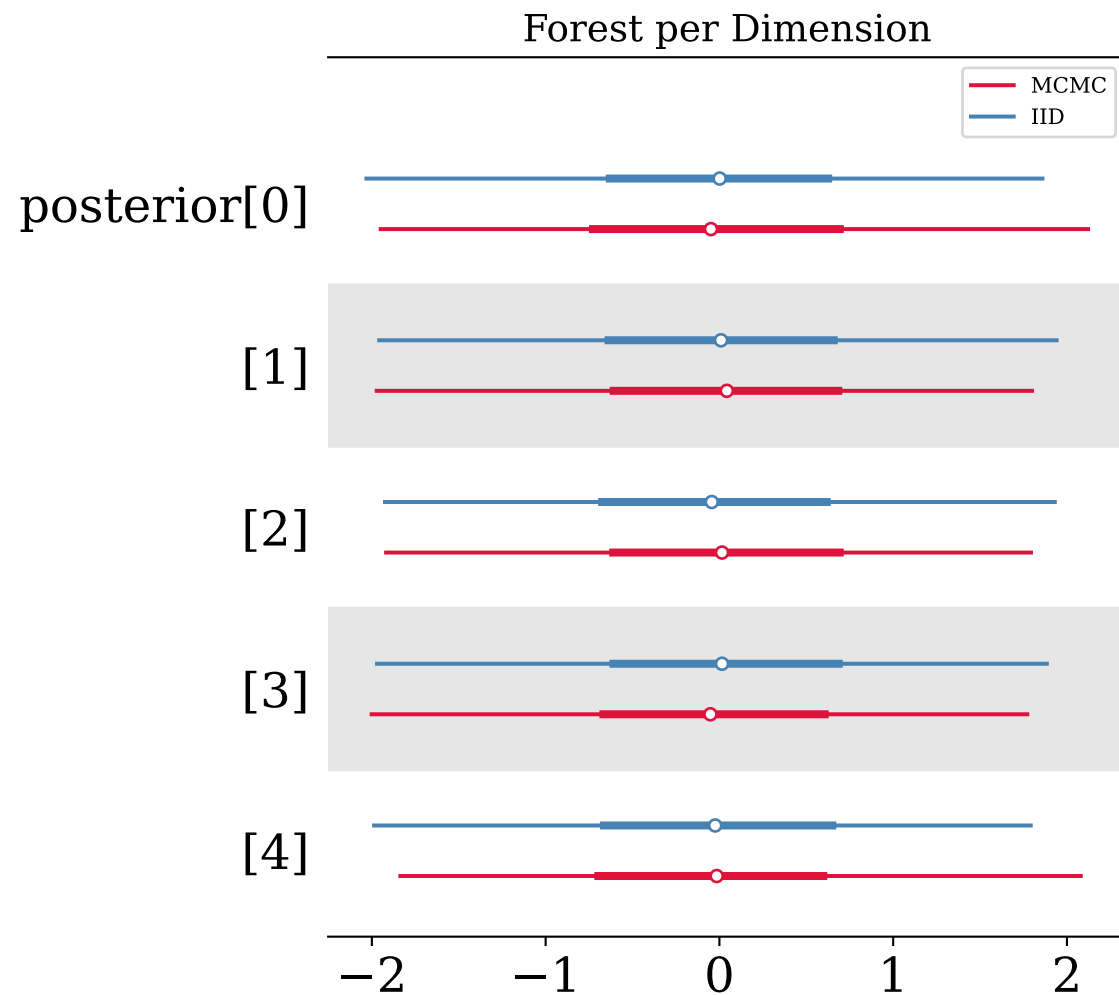 Forest per Dimension
MCMC
IID
posterior[0]
[1]
[2]
[3]
[4]
−2 −1 0 1 2